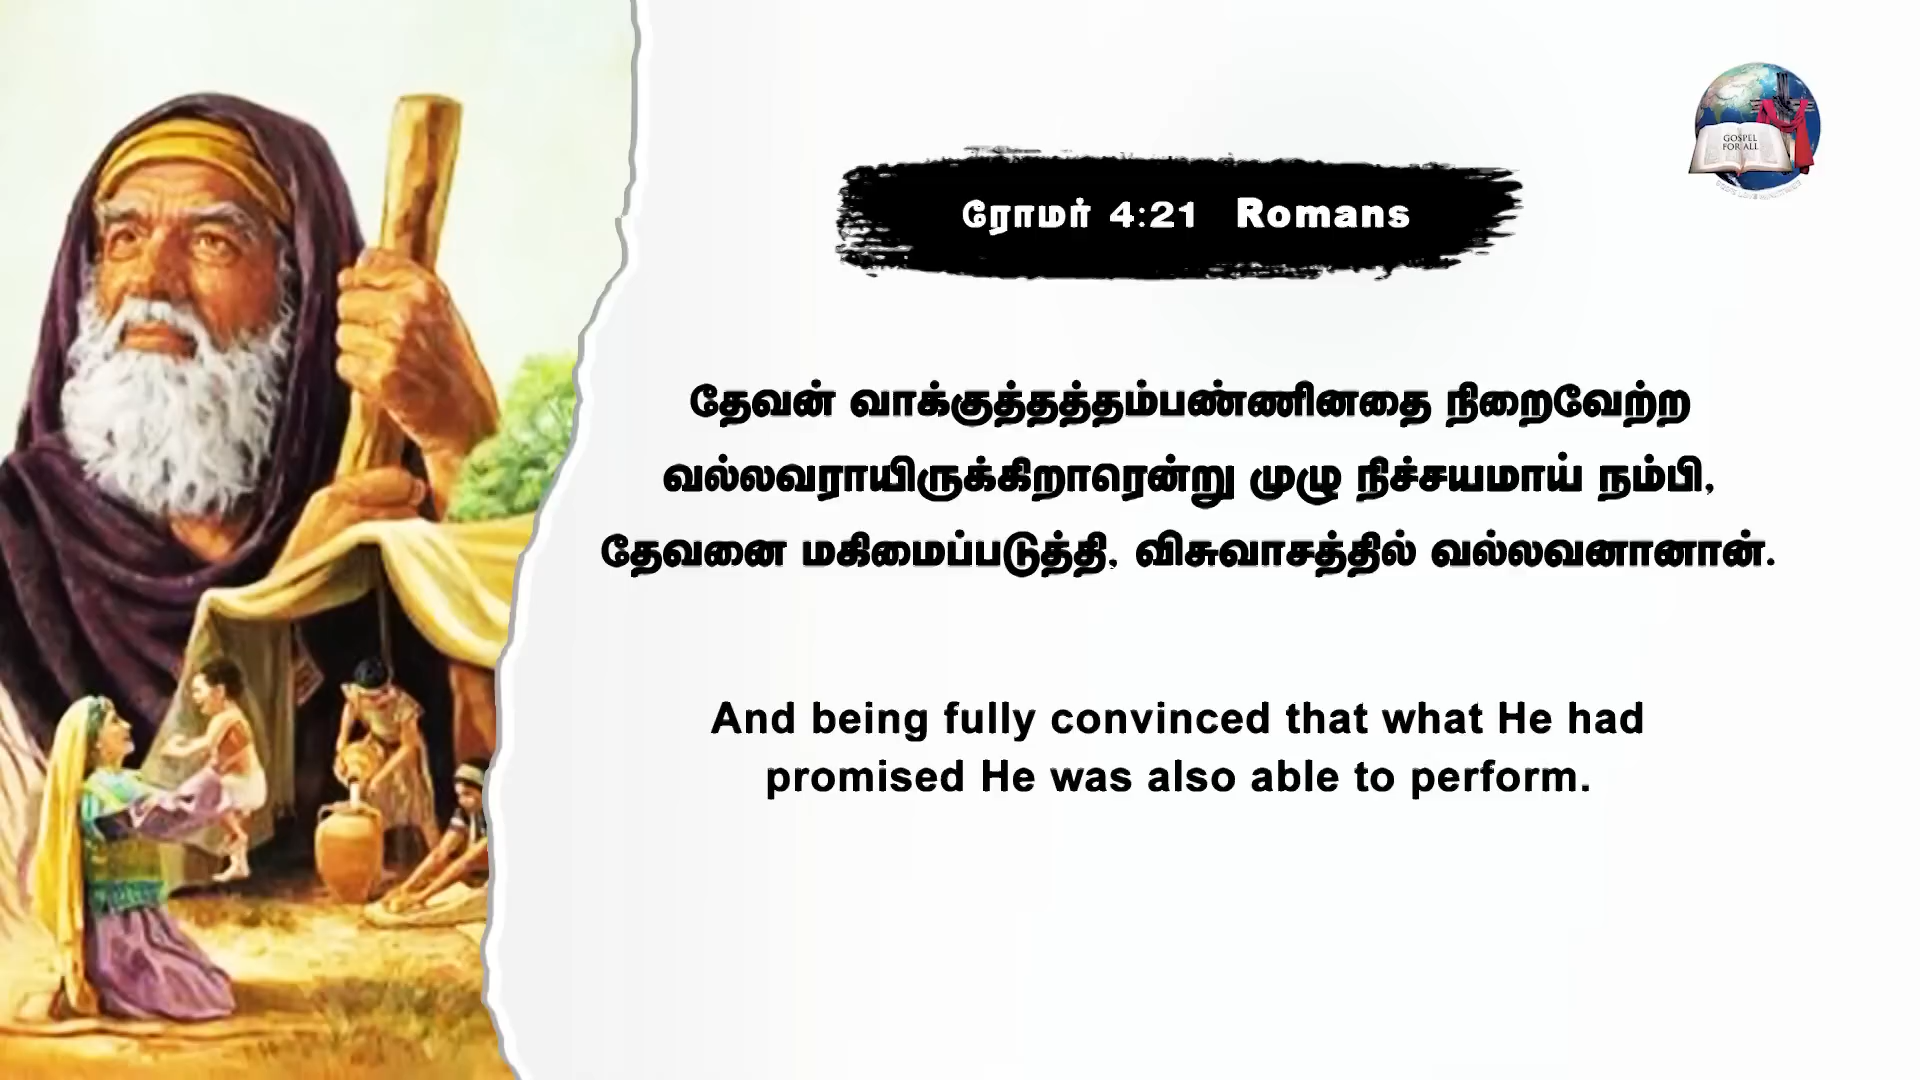 GOSPEL
FOR ALL
ரோமர் 4:21 Romans
தேவன் வாக்குத்தத்தம்பண்ணினதை நிறைவேற்ற
வல்லவராயிருக்கிறாரென்று முழு நிச்சயமாய் நம்பி,
தேவனை மகிமைப்படுத்தி, விசுவாசத்தில் வல்லவனானான்.
And being fully convinced that what He had
promised He was also able to perform.